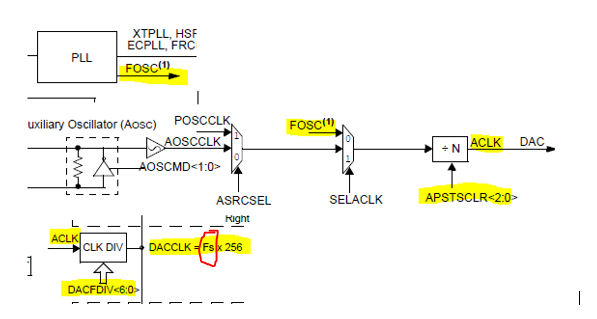 XTPLL, HSF
ECPLL, FRC
PLL
FOSC(1)
uxiliary Oscillator (Aosc)
POSCCLK
FOSC(1)
AOSCCLK
1
0
0
1
÷ N
ACLK
DAC
AOSCMD<1:0>
ASRCSEL
SELACLK
APSTSCLR<2:0>
Right
ACLK
CLK DIV
DACCLK = Fs x 256
DACFDIV<6:0>